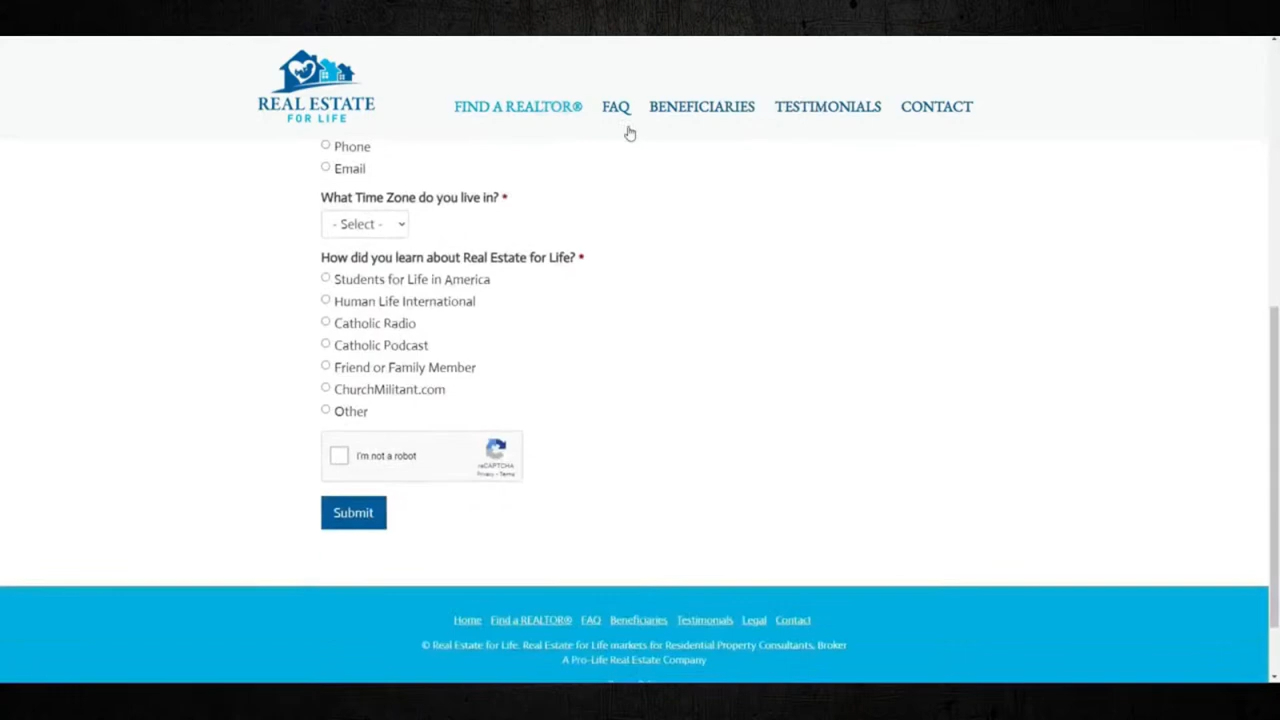 REAL ESTATE
FOR LIFE
FIND A REALTOR® FAQ BENEFICIARIES TESTIMONIALS CONTACT
Phone
Email
What Time Zone do you live in? *
- Select -
How did you learn about Real Estate for Life? *
Students for Life in America
Human Life International
Catholic Radio
Catholic Podcast
Friend or Family Member
ChurchMilitant.com
Other
I'm not a robot
reCAPTCHA
Privacy - Terms
Submit
Home Find a REALTOR® FAQ Beneficiaries Testimonials Legal Contact
© Real Estate for Life. Real Estate for Life markets for Residential Property Consultants, Broker
A Pro-Life Real Estate Company